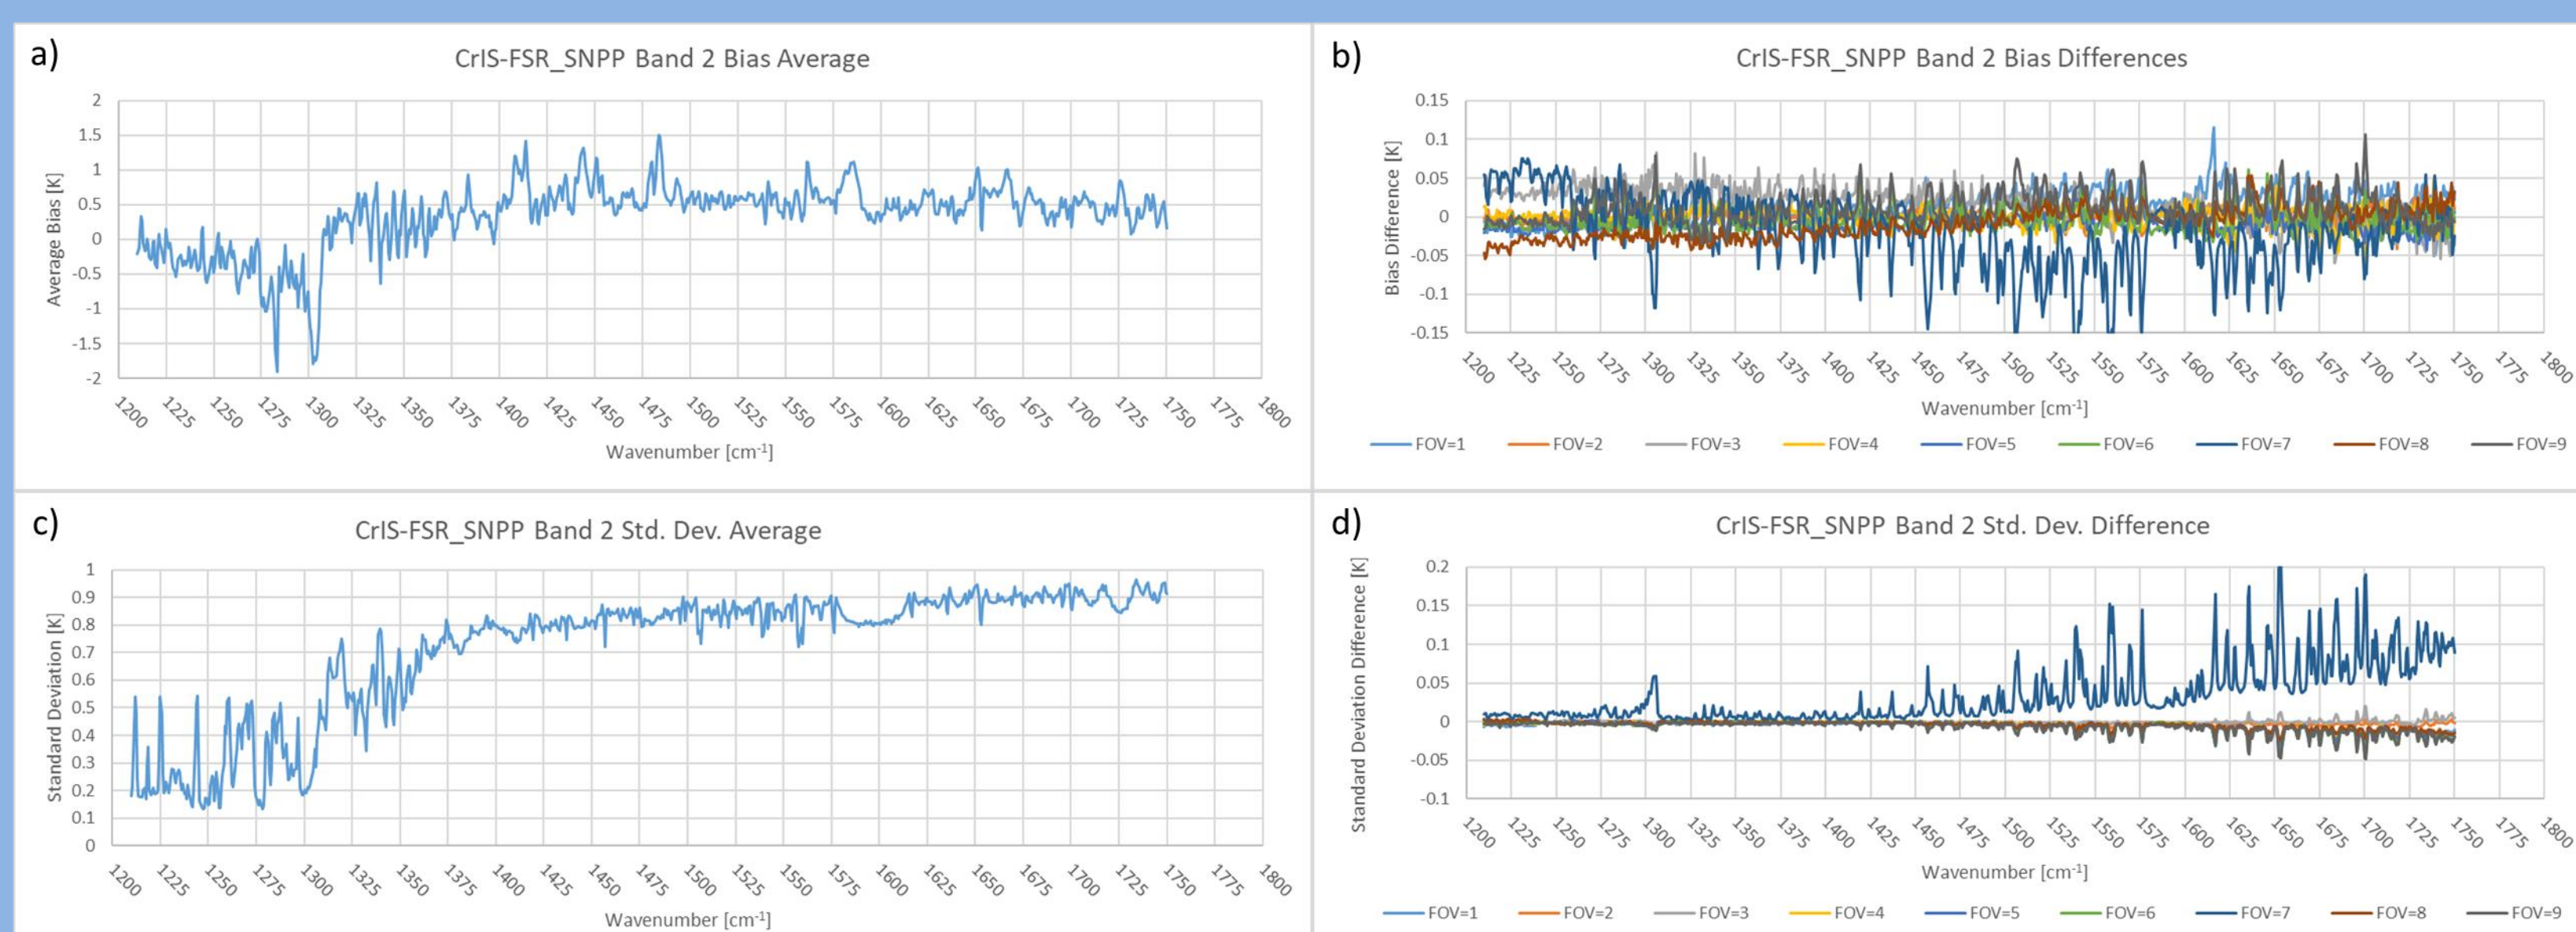 a)
CrIS-FSR_SNPP Band 2 Bias Average
Average Bias [K]
2
1.5
1
0.5
0
-0.5
-1
-1.5
-2
1200 1225 1250 1275 1300 1325 1350 1375 1400 1425 1450 1475 1500 1525 1550 1575 1600 1625 1650 1675 1700 1725 1750 1775 1800
Wavenumber [cm-1]
b)
CrIS-FSR_SNPP Band 2 Bias Differences
Bias Difference [K]
0.15
0.1
0.05
0
-0.05
-0.1
-0.15
1200 1225 1250 1275 1300 1325 1350 1375 1400 1425 1450 1475 1500 1525 1550 1575 1600 1625 1650 1675 1700 1725 1750 1775 1800
Wavenumber [cm-1]
FOV=1 FOV=2 FOV=3 FOV=4 FOV=5 FOV=6 FOV=7 FOV=8 FOV=9
c)
CrIS-FSR_SNPP Band 2 Std. Dev. Average
Standard Deviation [K]
1
0.9
0.8
0.7
0.6
0.5
0.4
0.3
0.2
0.1
0
1200 1225 1250 1275 1300 1325 1350 1375 1400 1425 1450 1475 1500 1525 1550 1575 1600 1625 1650 1675 1700 1725 1750 1775 1800
Wavenumber [cm-1]
d)
CrIS-FSR_SNPP Band 2 Std. Dev. Difference
Standard Deviation Difference [K]
0.2
0.15
0.1
0.05
0
-0.05
-0.1
1200 1225 1250 1275 1300 1325 1350 1375 1400 1425 1450 1475 1500 1525 1550 1575 1600 1625 1650 1675 1700 1725 1750 1775 1800
Wavenumber [cm-1]
FOV=1 FOV=2 FOV=3 FOV=4 FOV=5 FOV=6 FOV=7 FOV=8 FOV=9